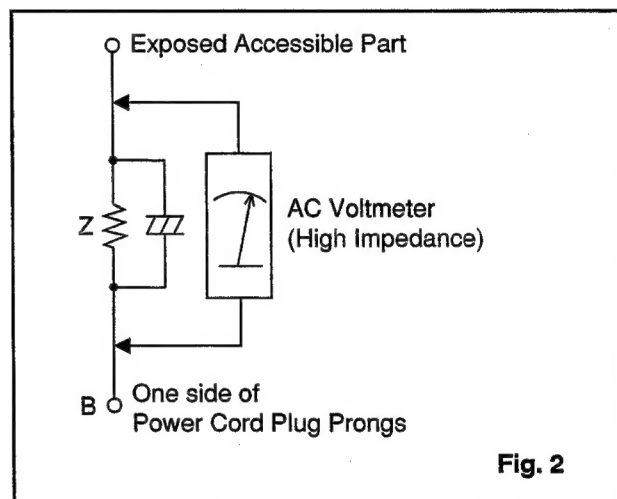 Exposed Accessible Part
Z
AC Voltmeter
(High Impedance)
B
One side of
Power Cord Plug Prongs
Fig. 2